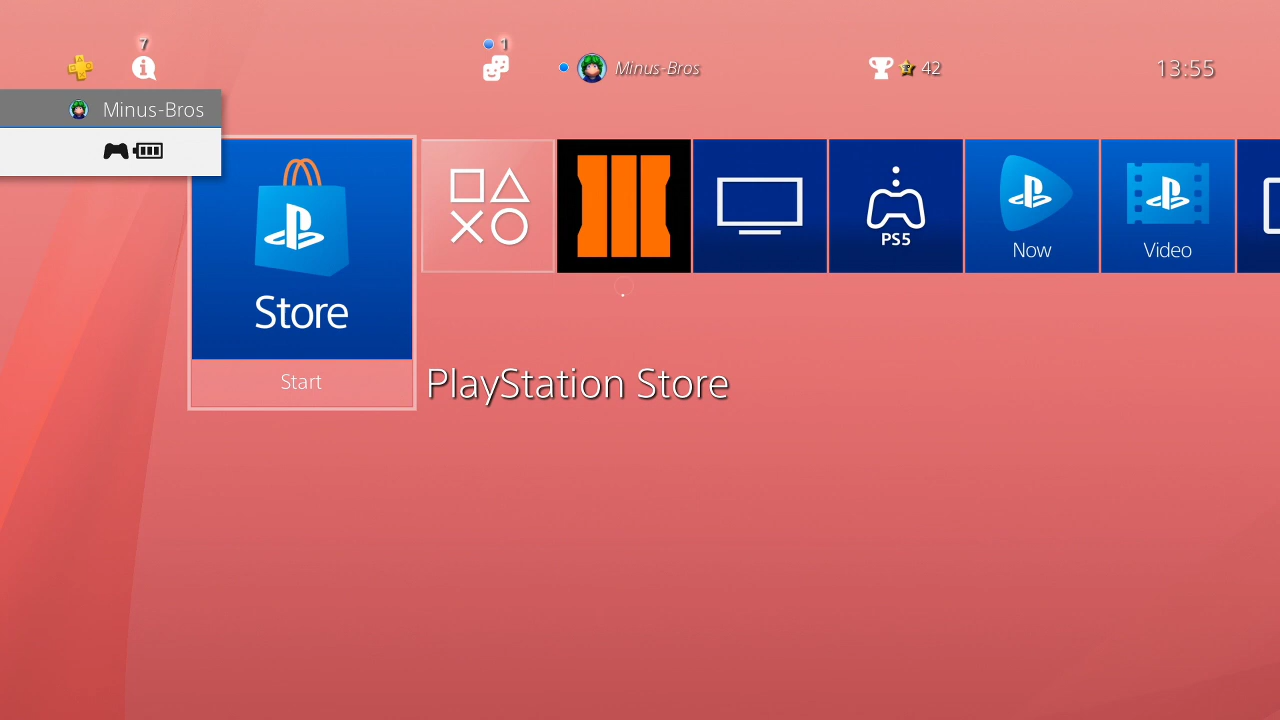 7
1
Minus-Bros
42
13:55
Minus-Bros
Store
Start
PlayStation Store
PS5
Now
Video